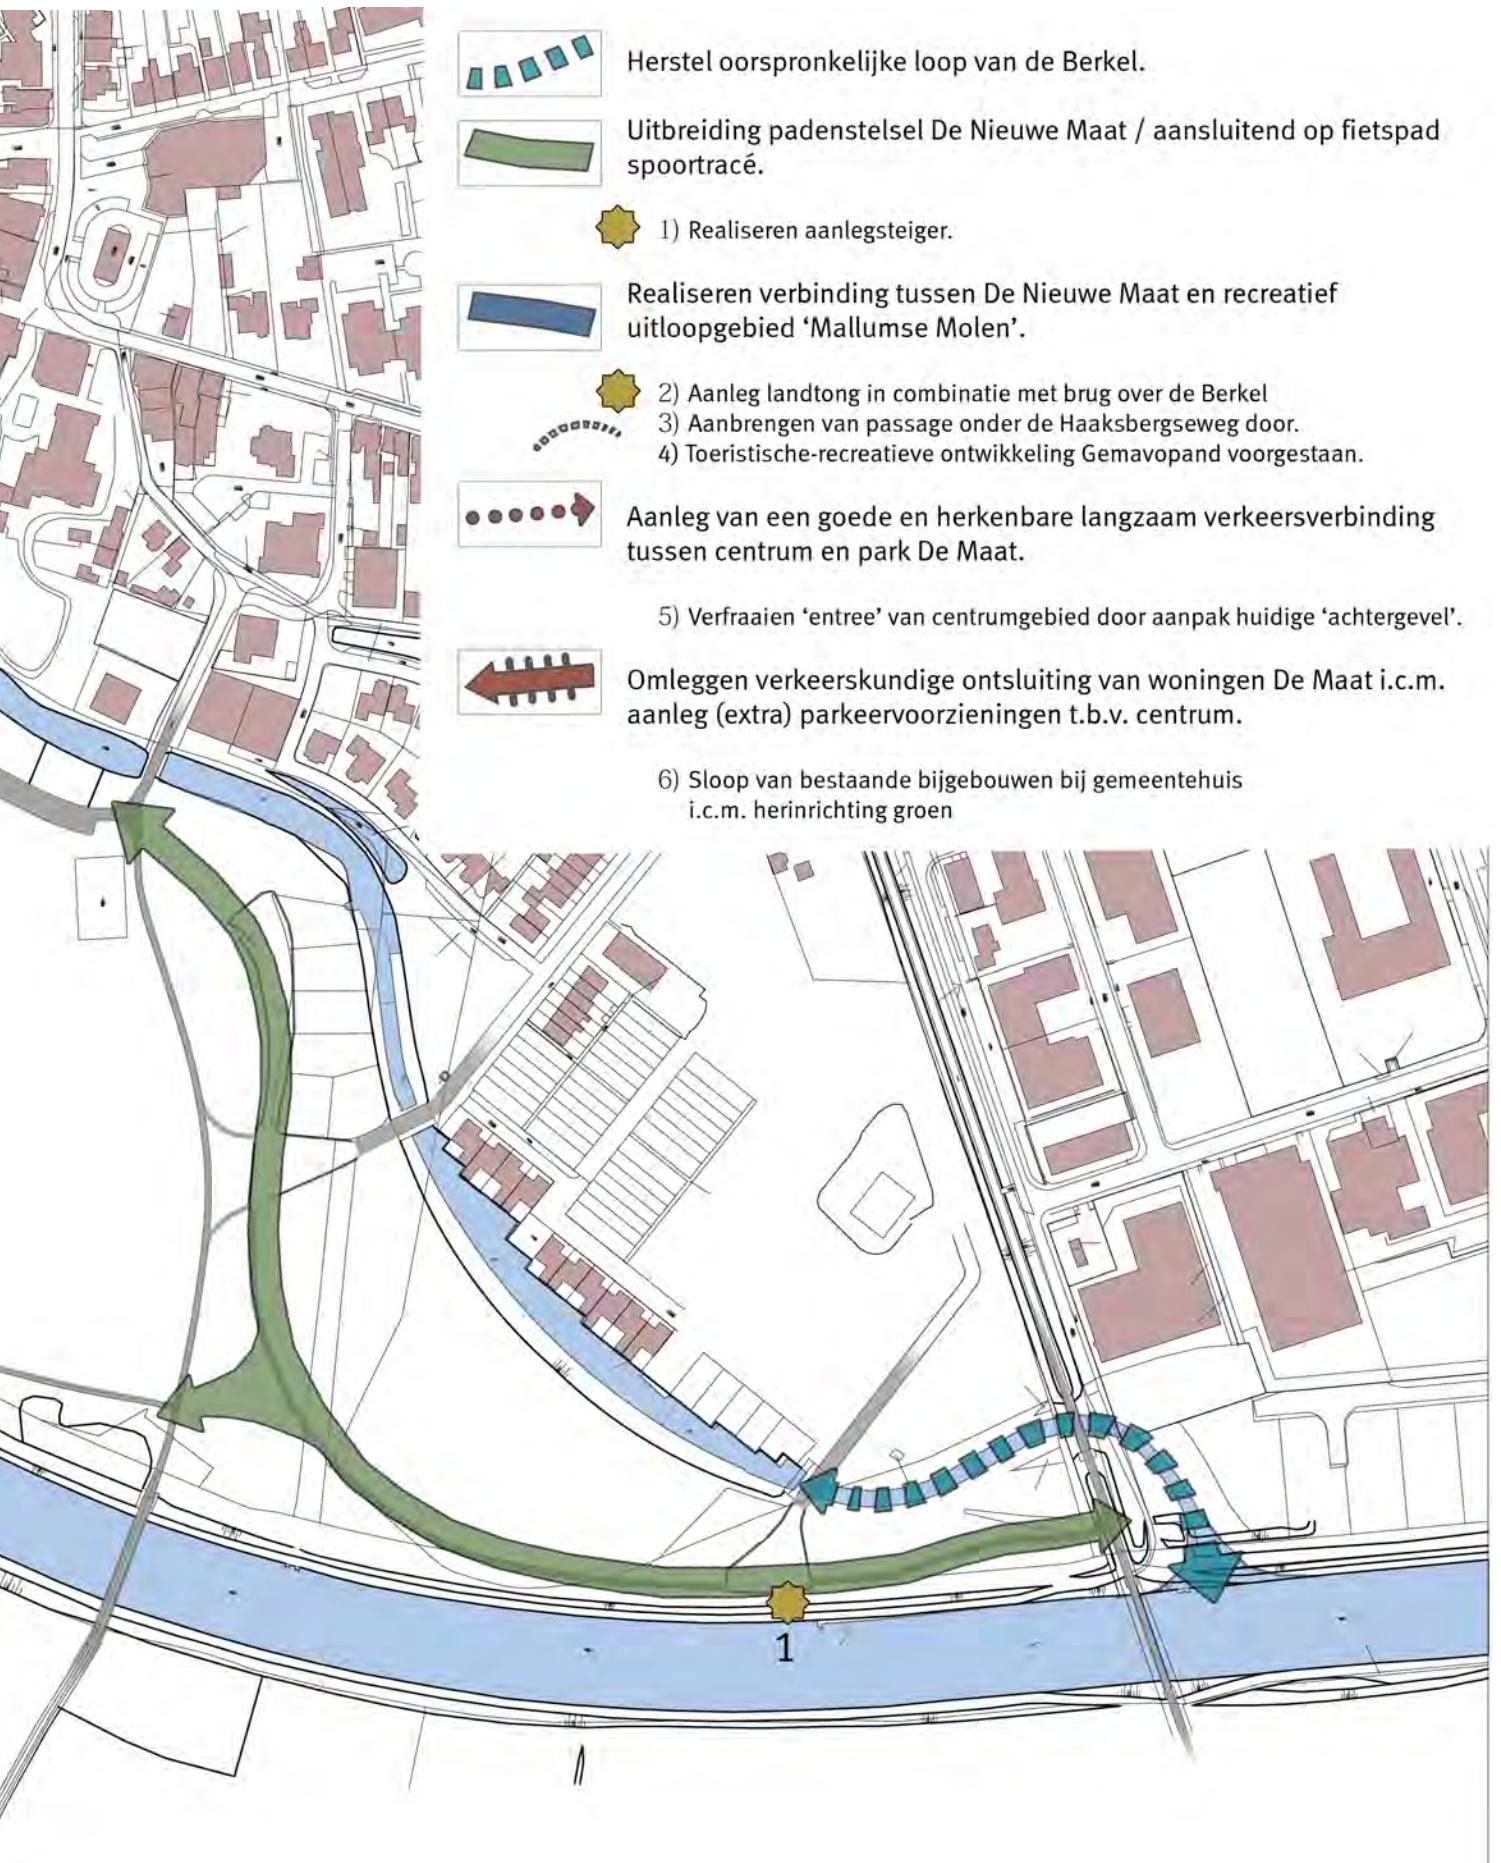 Herstel oorspronkelijke loop van de Berkel.
Uitbreiding padenstelsel De Nieuwe Maat / aansluitend op fietspad
spoortracé.
1) Realiseren aanlegsteiger.
Realiseren verbinding tussen De Nieuwe Maat en recreatief
uitloopgebied ‘Mallumse Molen’.
2) Aanleg landtong in combinatie met brug over de Berkel
3) Aanbrengen van passage onder de Haaksbergseweg door.
4) Toeristische-recreatieve ontwikkeling Gemavopand voorgestaan.
Aanleg van een goede en herkenbare langzaam verkeersverbinding
tussen centrum en park De Maat.
5) Verfraaien ‘entree’ van centrumgebied door aanpak huidige ‘achtergevel’.
Omleggen verkeerskundige ontsluiting van woningen De Maat i.c.m.
aanleg (extra) parkeervoorzieningen t.b.v. centrum.
6) Sloop van bestaande bijgebouwen bij gemeentehuis
i.c.m. herinrichting groen
1